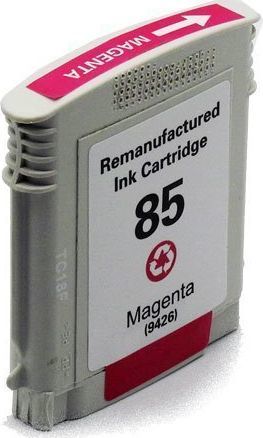 MAGENTA
Remanufactured
Ink Cartridge
85
Magenta
(9426)